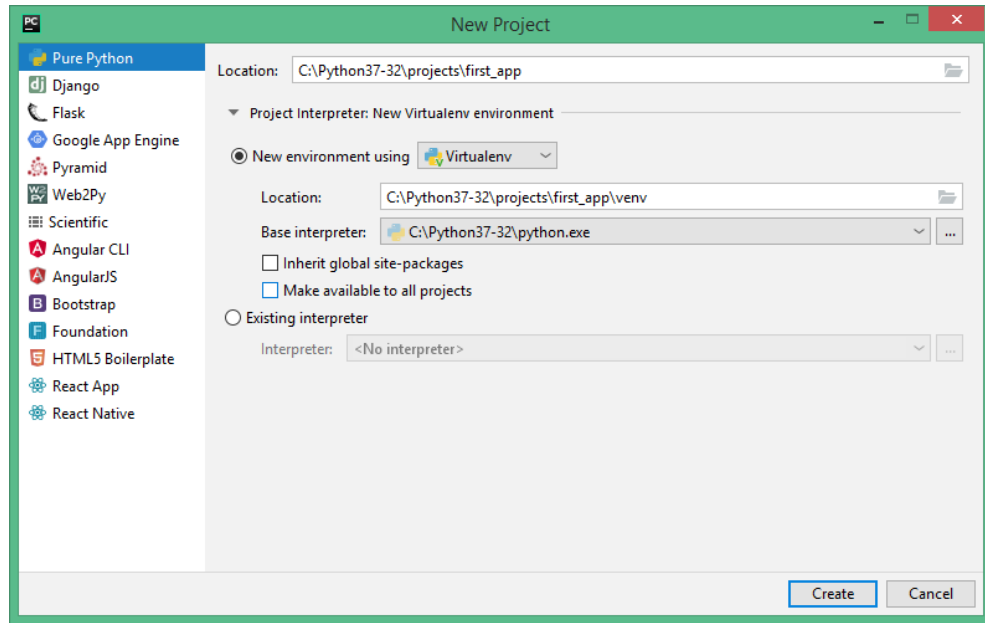 PC
New Project
Pure Python
Django
Flask
Google App Engine
Pyramid
Web2Py
Scientific
Angular CLI
AngularJS
Bootstrap
Foundation
HTML5 Boilerplate
React App
React Native
Location: C:\Python37-32\projects\first_app
Project Interpreter: New Virtualenv environment
New environment using Virtualenv
Location: C:\Python37-32\projects\first_app\venv
Base interpreter: C:\Python37-32\python.exe ...
Inherit global site-packages
Make available to all projects
Existing interpreter
Interpreter: <No interpreter> ...
Create Cancel